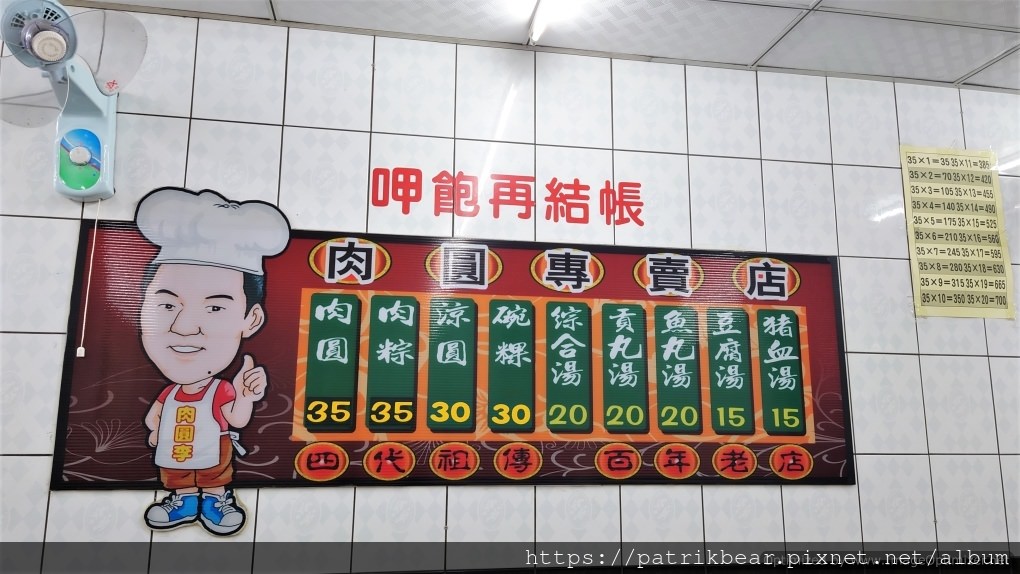 呷飽再結帳
肉圓專賣店
肉圓 35
肉粽 35
涼圓 30
碗粿 30
綜合湯 20
貢丸湯 20
魚丸湯 20
豆腐湯 15
豬血湯 15
四代祖傳 百年老店
肉圓李
35×1=35 35×11=385
35×2=70 35×12=420
35×3=105 35×13=455
35×4=140 35×14=490
35×5=175 35×15=525
35×6=210 35×16=560
35×7=245 35×17=595
35×8=280 35×18=630
35×9=315 35×19=665
35×10=350 35×20=700
https://patrikbear.pixnet.net/album